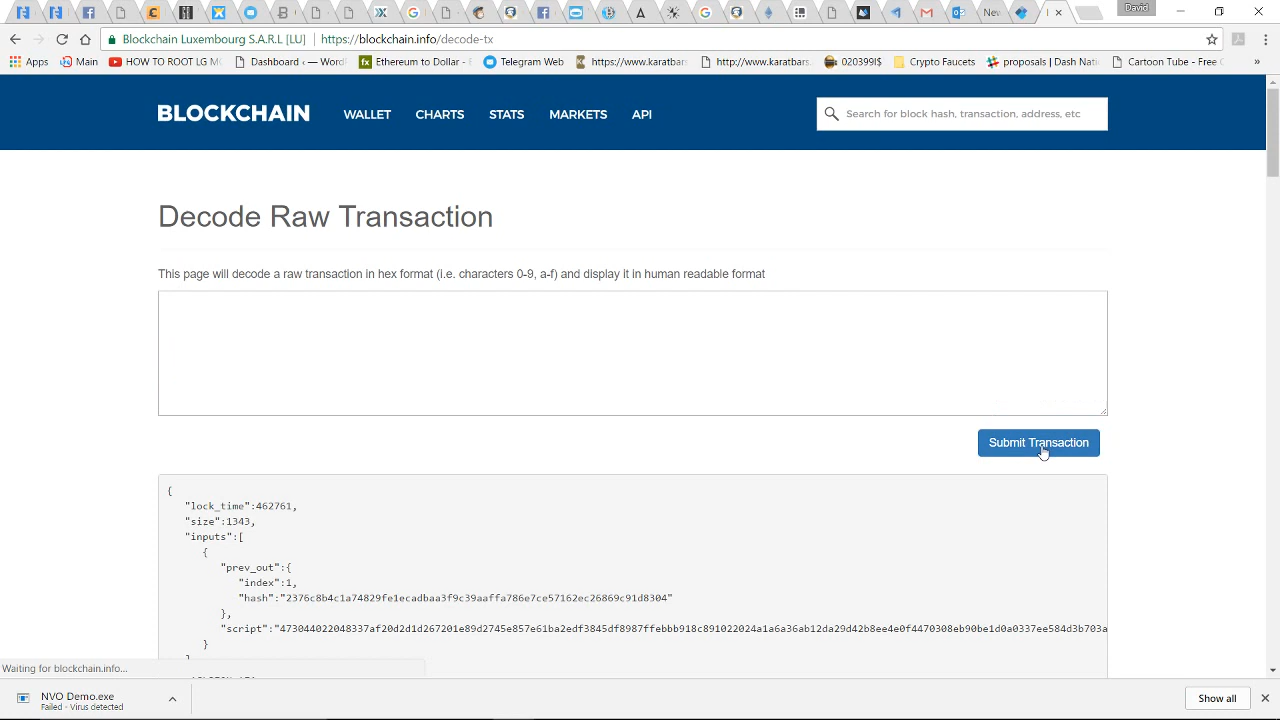 David
Nev
Blockchain Luxembourg S.A.R.L [LU] https://blockchain.info/decode-tx
Apps Main HOW TO ROOT LG M Dashboard ‹ — Word Ethereum to Dollar - E Telegram Web https://www.karatbars. http://www.karatbars. 020399!$ Crypto Faucets proposals | Dash Nati Cartoon Tube - Free C »
BLOCKCHAIN WALLET CHARTS STATS MARKETS API Search for block hash, transaction, address, etc
Decode Raw Transaction
This page will decode a raw transaction in hex format (i.e. characters 0-9, a-f) and display it in human readable format
Submit Transaction
{
"lock_time":462761,
"size":1343,
"inputs":[
{
"prev_out":{
"index":1,
"hash":"2376c8b4c1a74829fe1ecadbaa3f9c39aaffa786e7ce57162ec26869c91d8304"
},
"script":"473044022048337af20d2d1d267201e89d2745e857e61ba2edf3845df8987ffebbb918c891022024a1a6a36ab12da29d42b8ee4e0f4470308eb90be1d0a0337ee584d3b703a
}
Waiting for blockchain.info...
NVO Demo.exe
Failed - Virus detected
Show all